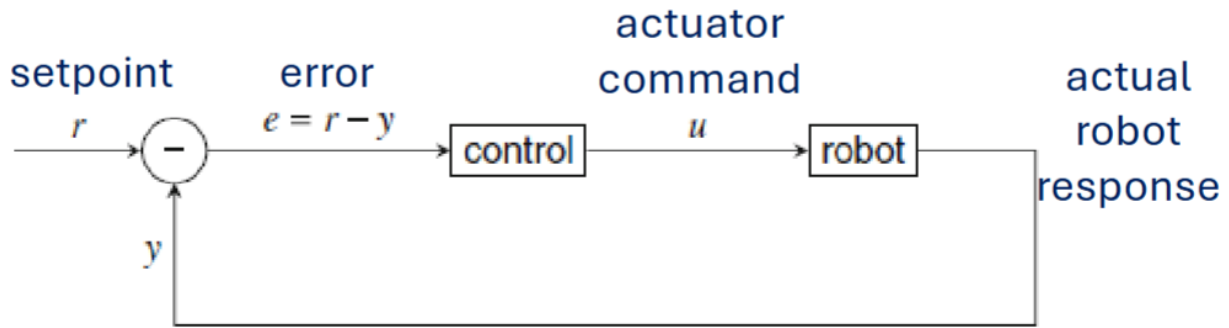 setpoint
r
error
e = r − y
actuator
command
u
actual
robot
response
-
control
robot
y